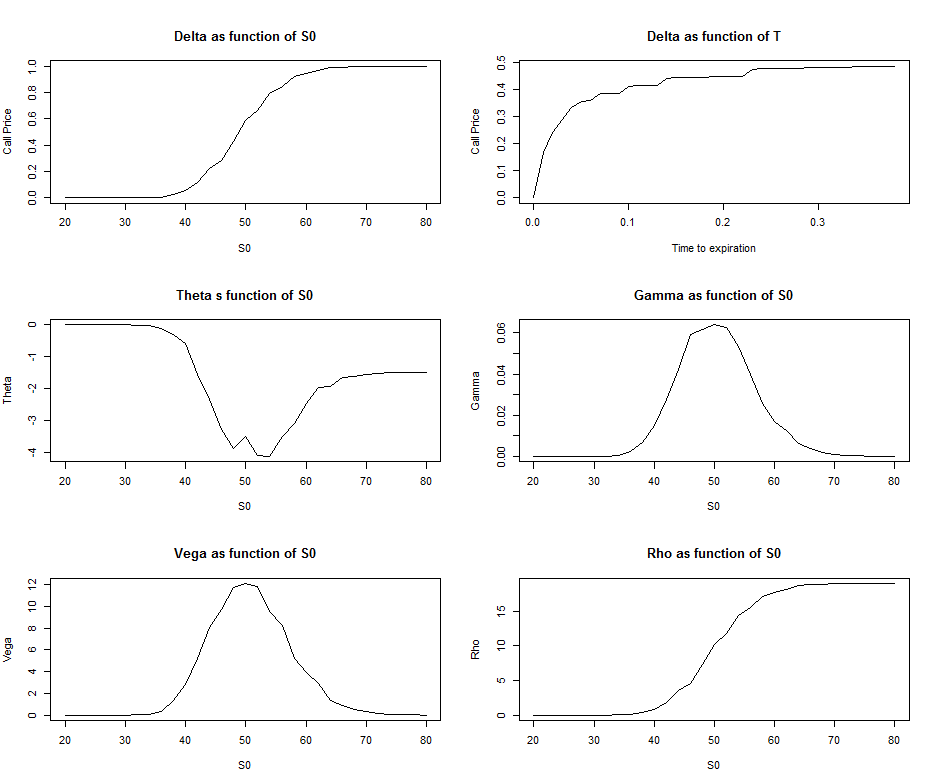 Delta as function of S0
Call Price
0.0 0.2 0.4 0.6 0.8 1.0
20 30 40 50 60 70 80
S0
Delta as function of T
Call Price
0.0 0.1 0.2 0.3 0.4 0.5
0.0 0.1 0.2 0.3
Time to expiration
Theta s function of S0
Theta
-4 -3 -2 -1 0
20 30 40 50 60 70 80
S0
Gamma as function of S0
Gamma
0.00 0.02 0.04 0.06
20 30 40 50 60 70 80
S0
Vega as function of S0
Vega
0 2 4 6 8 10 12
20 30 40 50 60 70 80
S0
Rho as function of S0
Rho
0 5 10 15
20 30 40 50 60 70 80
S0